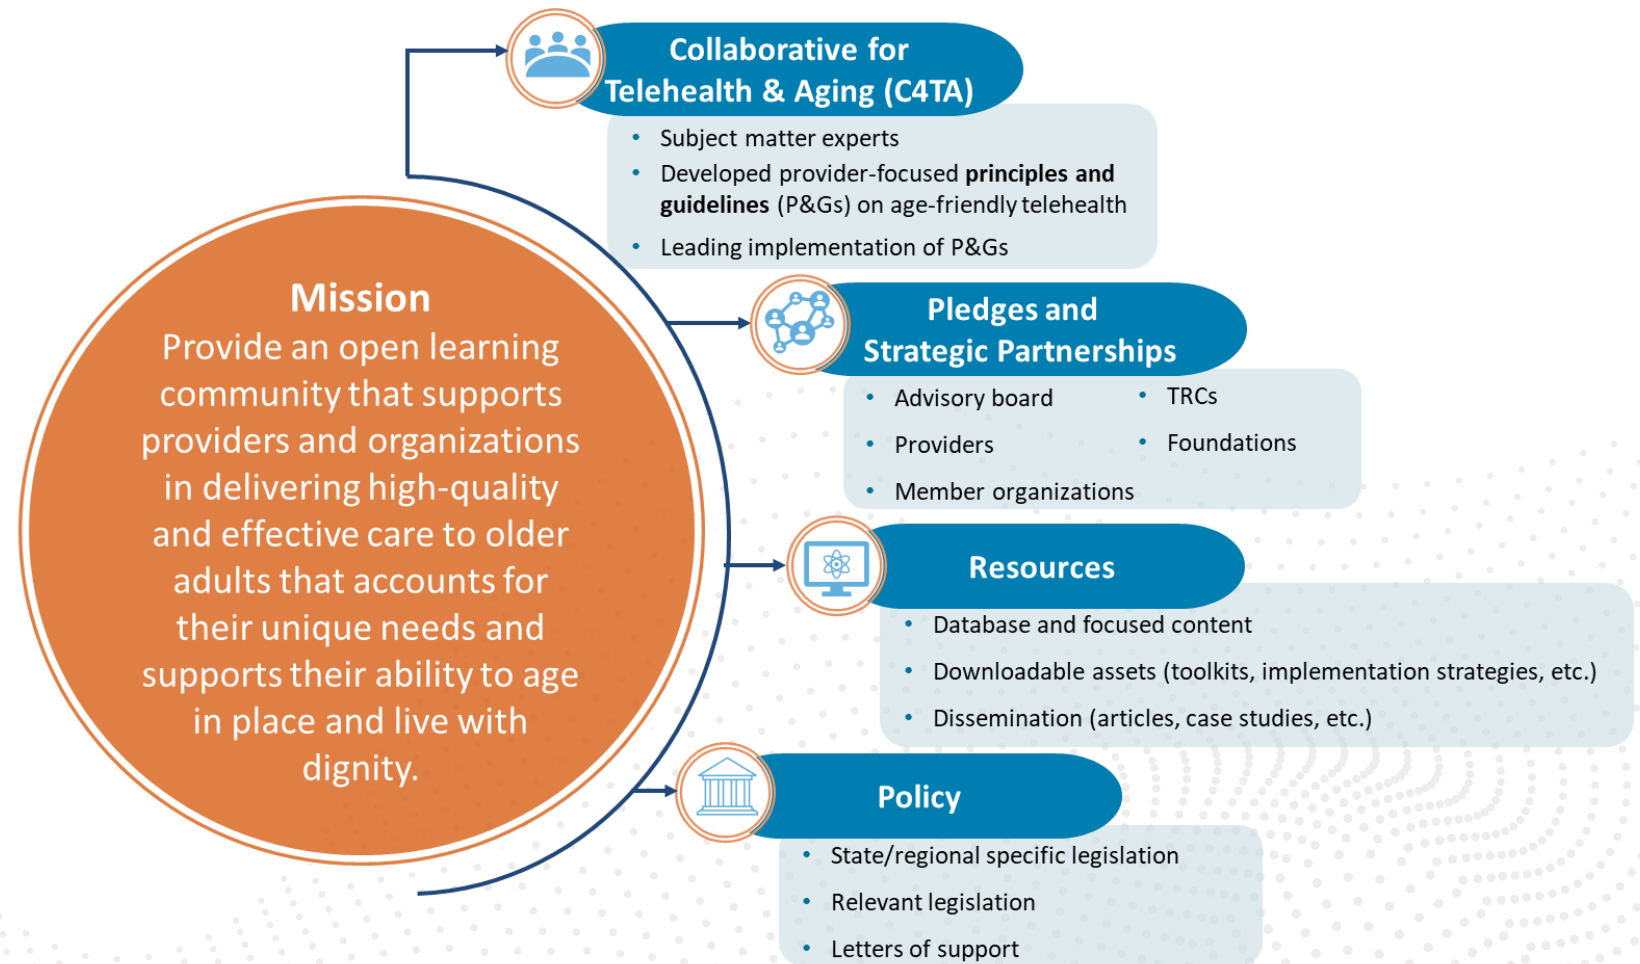 Collaborative for
Telehealth & Aging (C4TA)
• Subject matter experts
• Developed provider-focused principles and
guidelines (P&Gs) on age-friendly telehealth
• Leading implementation of P&Gs
Mission
Provide an open learning
community that supports
providers and organizations
in delivering high-quality
and effective care to older
adults that accounts for
their unique needs and
supports their ability to age
in place and live with
dignity.
Pledges and
Strategic Partnerships
• Advisory board
• Providers
• Member organizations
• TRCs
• Foundations
Resources
• Database and focused content
• Downloadable assets (toolkits, implementation strategies, etc.)
• Dissemination (articles, case studies, etc.)
Policy
• State/regional specific legislation
• Relevant legislation
• Letters of support